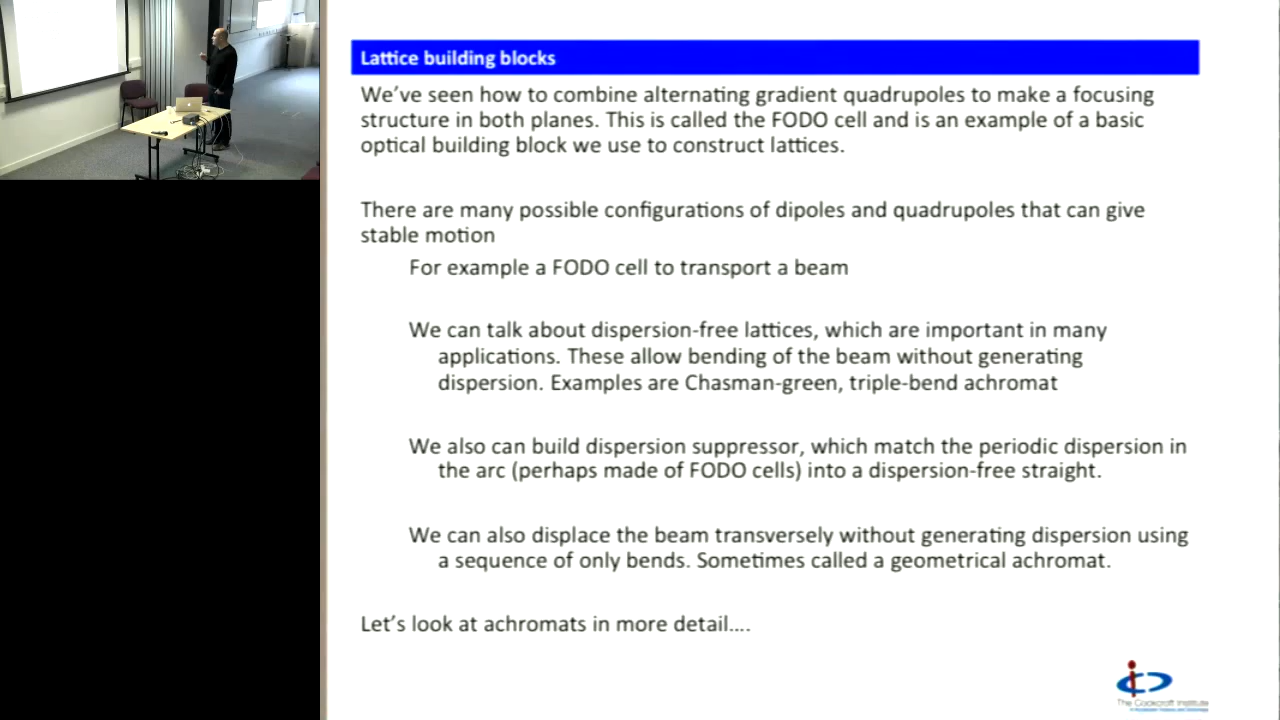 Lattice building blocks
We've seen how to combine alternating gradient quadrupoles to make a focusing
structure in both planes. This is called the FODO cell and is an example of a basic
optical building block we use to construct lattices.
There are many possible configurations of dipoles and quadrupoles that can give
stable motion
For example a FODO cell to transport a beam
We can talk about dispersion-free lattices, which are important in many
applications. These allow bending of the beam without generating
dispersion. Examples are Chasman-green, triple-bend achromat
We also can build dispersion suppressor, which match the periodic dispersion in
the arc (perhaps made of FODO cells) into a dispersion-free straight.
We can also displace the beam transversely without generating dispersion using
a sequence of only bends. Sometimes called a geometrical achromat.
Let's look at achromats in more detail....
The Cockcroft Institute